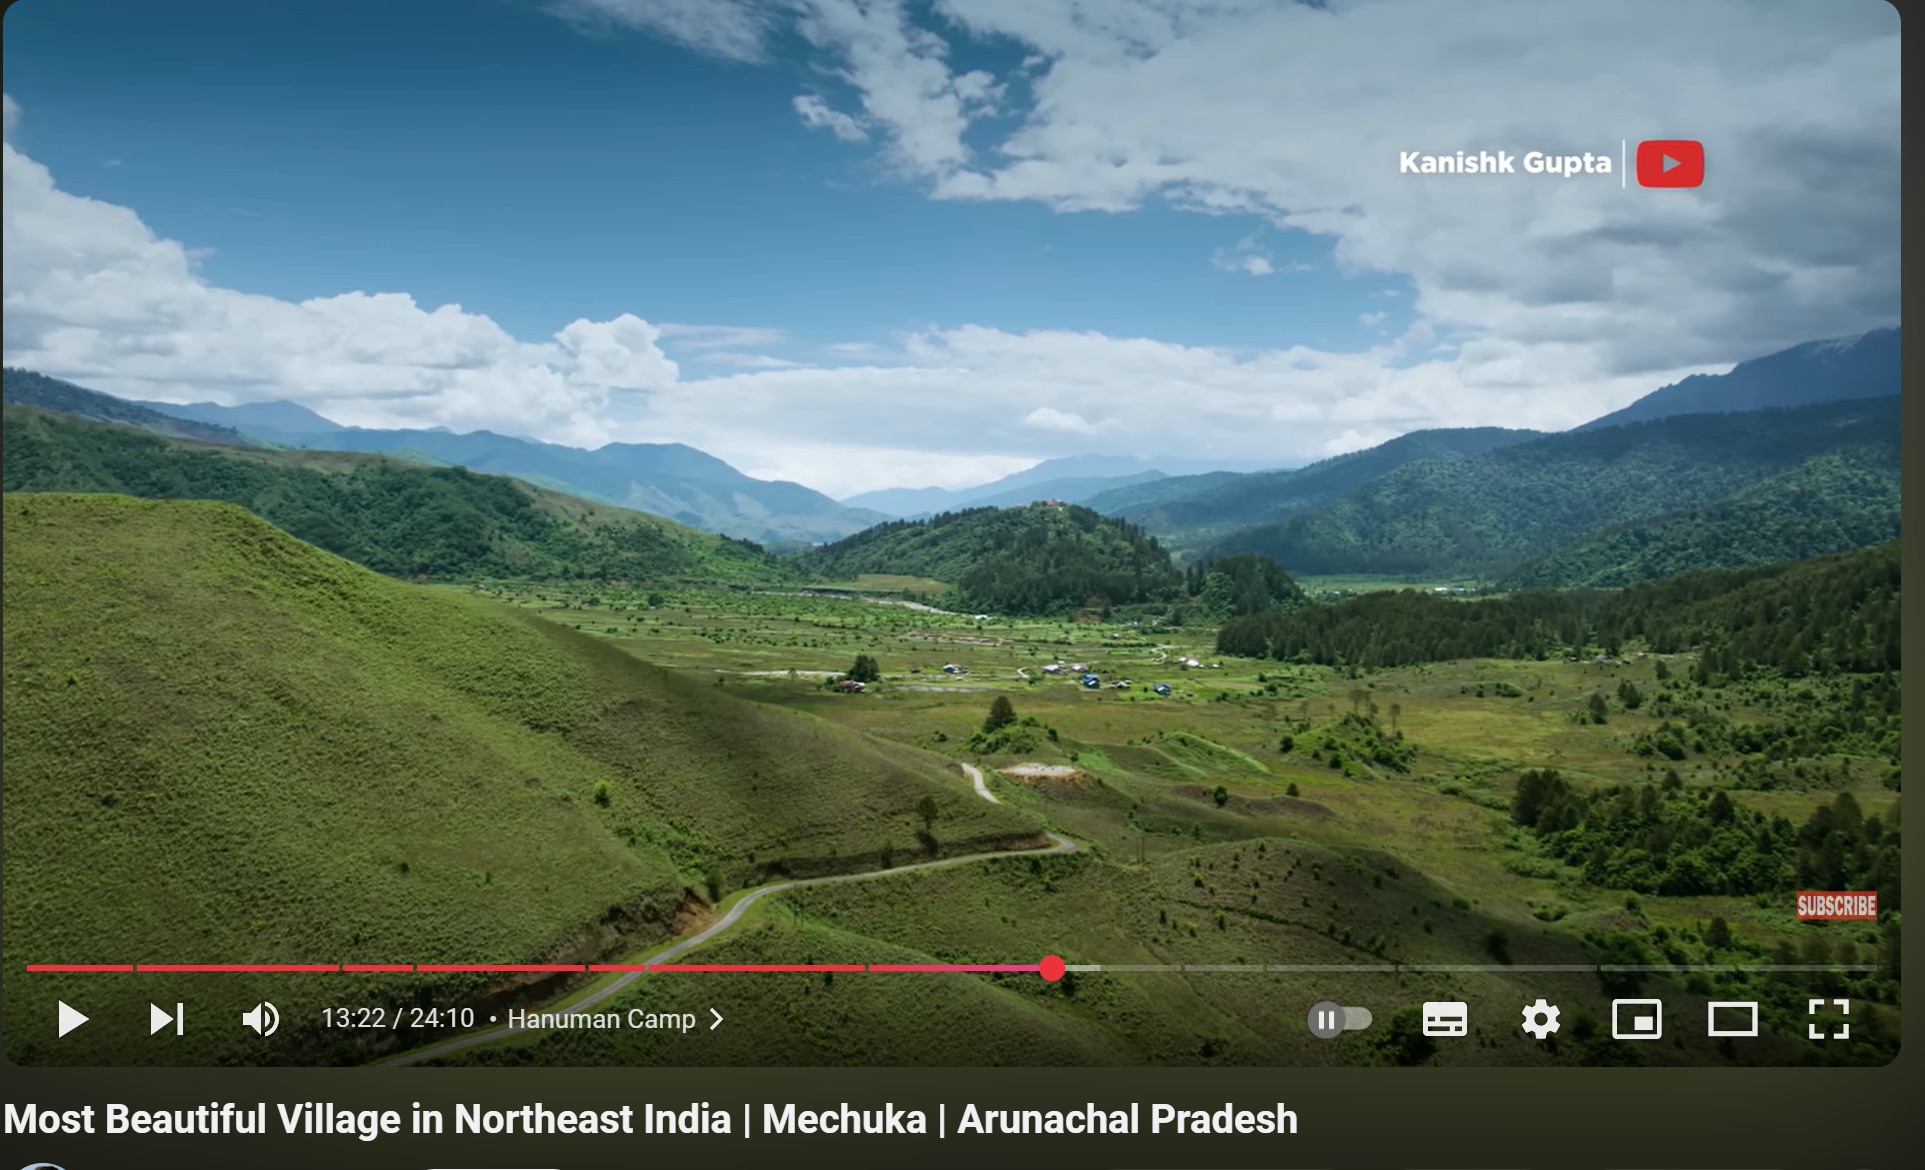 Kanishk Gupta
SUBSCRIBE
13:22 / 24:10 • Hanuman Camp
Most Beautiful Village in Northeast India | Mechuka | Arunachal Pradesh